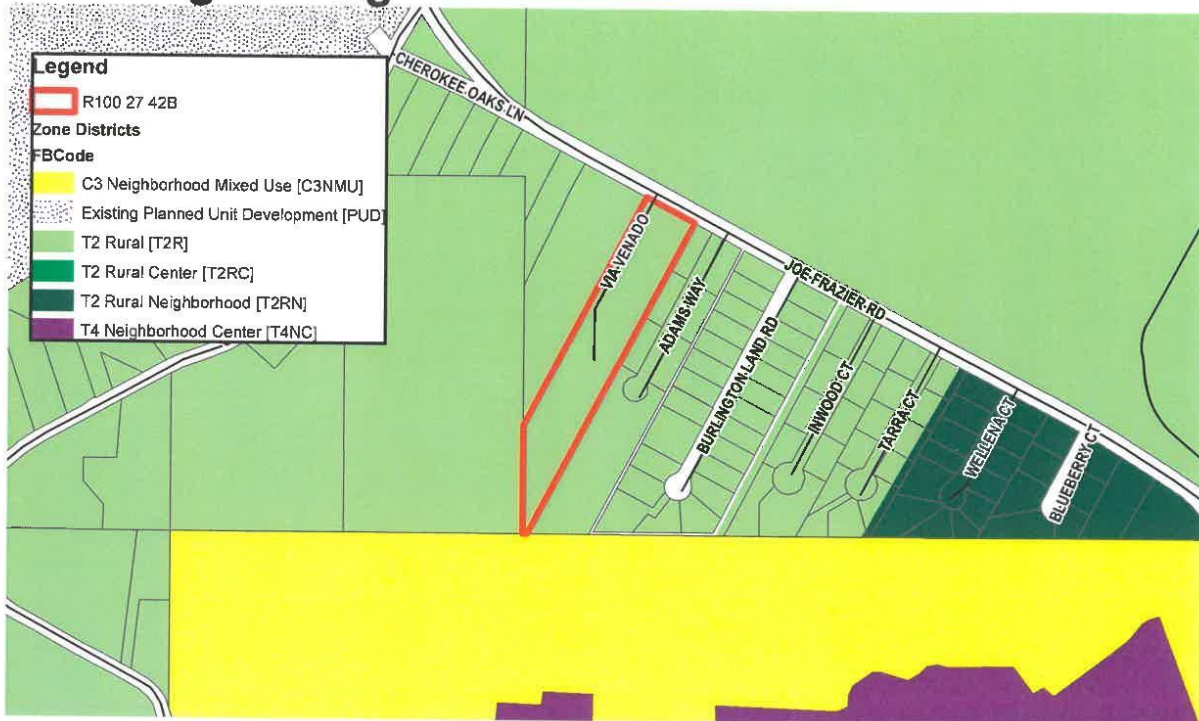 Legend
R100 27 42B
Zone Districts
FBCode
C3 Neighborhood Mixed Use [C3NMU]
Existing Planned Unit Development [PUD]
T2 Rural [T2R]
T2 Rural Center [T2RC]
T2 Rural Neighborhood [T2RN]
T4 Neighborhood Center [T4NC]
CHEROKEE OAKS LN
VIA VENADO
ADAMS WAY
JOE FRAZIER RD
BURLINGTON LAND RD
INWOOD CT
TARRA CT
WELLENA CT
BLUEBERRY CT